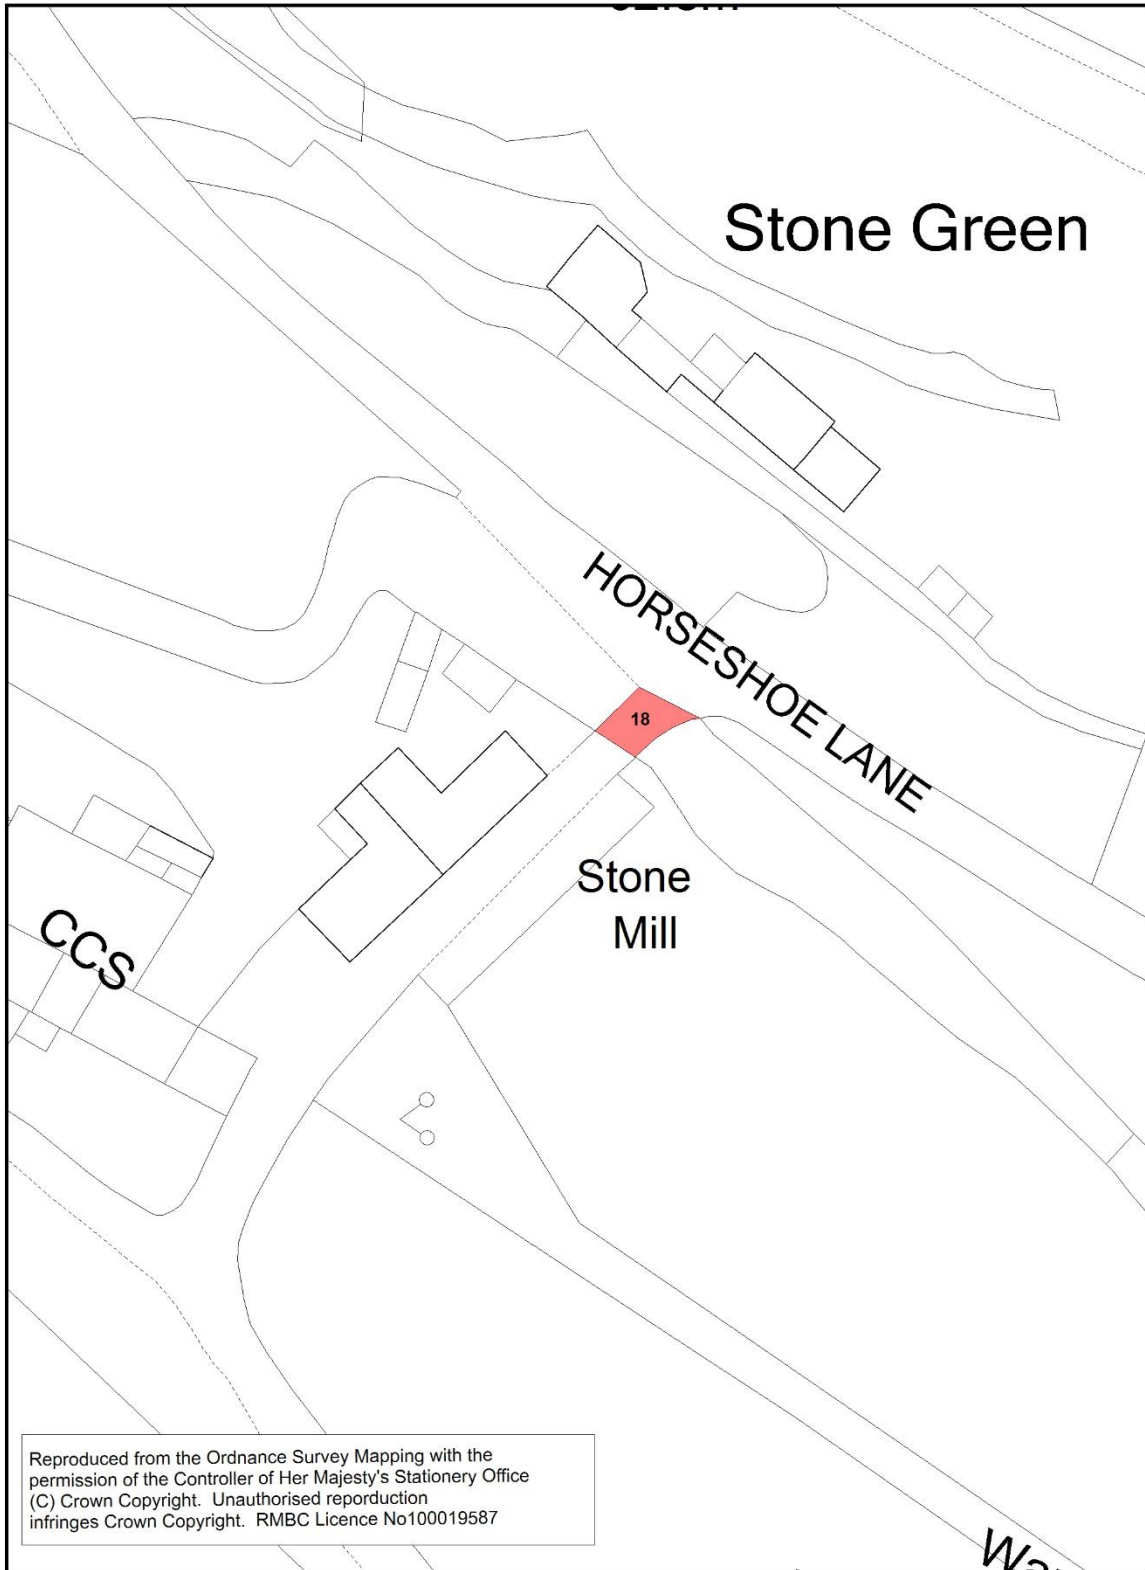 Stone Green
HORSESHOE LANE
18
Stone
Mill
CCS
Reproduced from the Ordnance Survey Mapping with the
permission of the Controller of Her Majesty's Stationery Office
(C) Crown Copyright. Unauthorised reporduction
infringes Crown Copyright. RMBC Licence No100019587